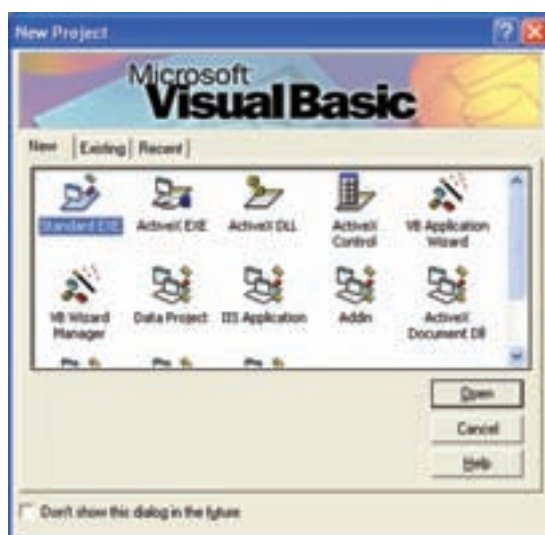 New Project
Microsoft
Visual Basic
New Existing Recent
Standard EXE ActiveX EXE ActiveX DLL ActiveX Control VB Application Wizard
VB Wizard Manager Data Project IIS Application Addin ActiveX Document Dll
Open
Cancel
Help
Don't show this dialog in the future